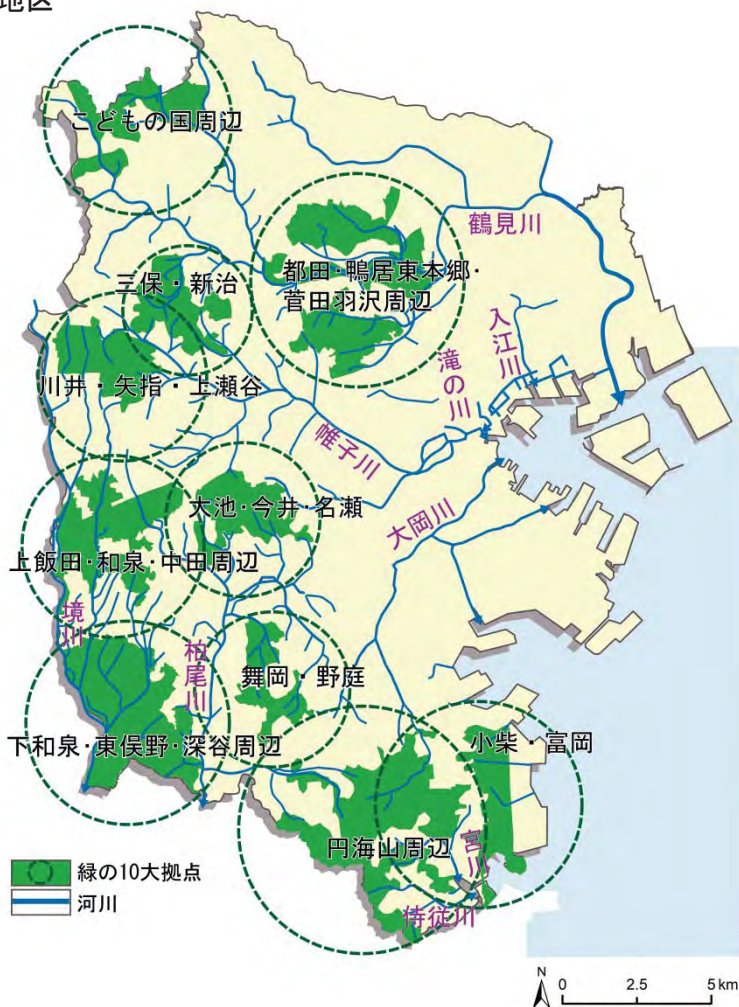 地区
こどもの国周辺
鶴見川
三保・新治
都田・鴨居東本郷・
菅田羽沢周辺
入江川
滝の川
川井・矢指・上瀬谷
帷子川
大池・今井・名瀬
大岡川
上飯田・和泉・中田周辺
境川
柏尾川
舞岡・野庭
下和泉・東俣野・深谷周辺
小柴・富岡
円海山周辺
宮川
侍従川
緑の10大拠点
河川
N
0 2.5 5 km